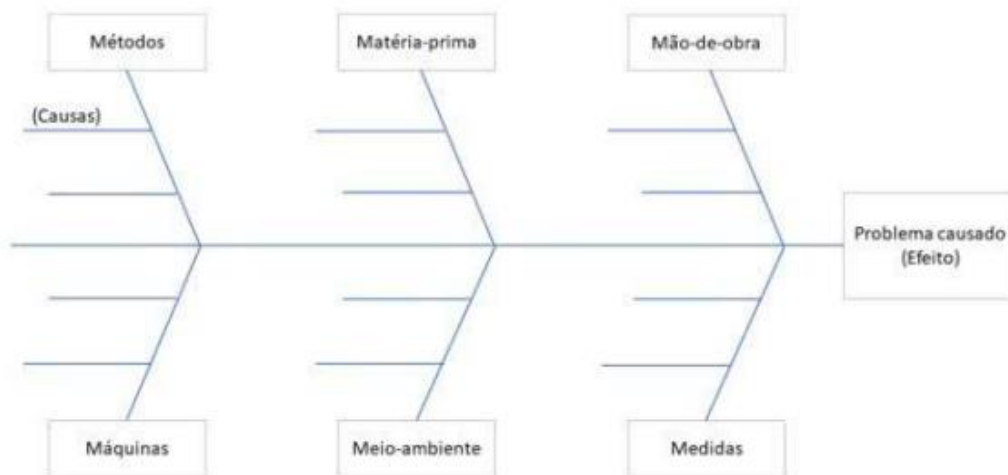 Métodos
Matéria-prima
Mão-de-obra
(Causas)
Problema causado
(Efeito)
Máquinas
Meio-ambiente
Medidas